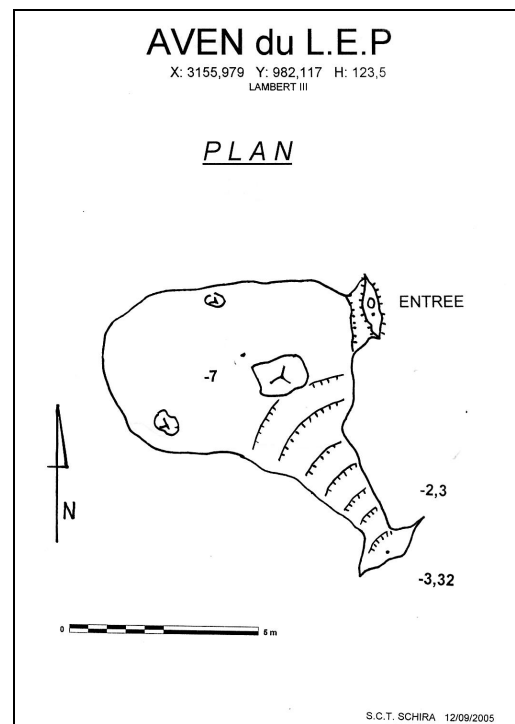 AVEN du L.E.P
X: 3155,979 Y: 982,117 H: 123,5
LAMBERT III
PLAN
ENTREE
0
-7
-2,3
N
-3,32
0 5 m
S.C.T. SCHIRA 12/09/2005